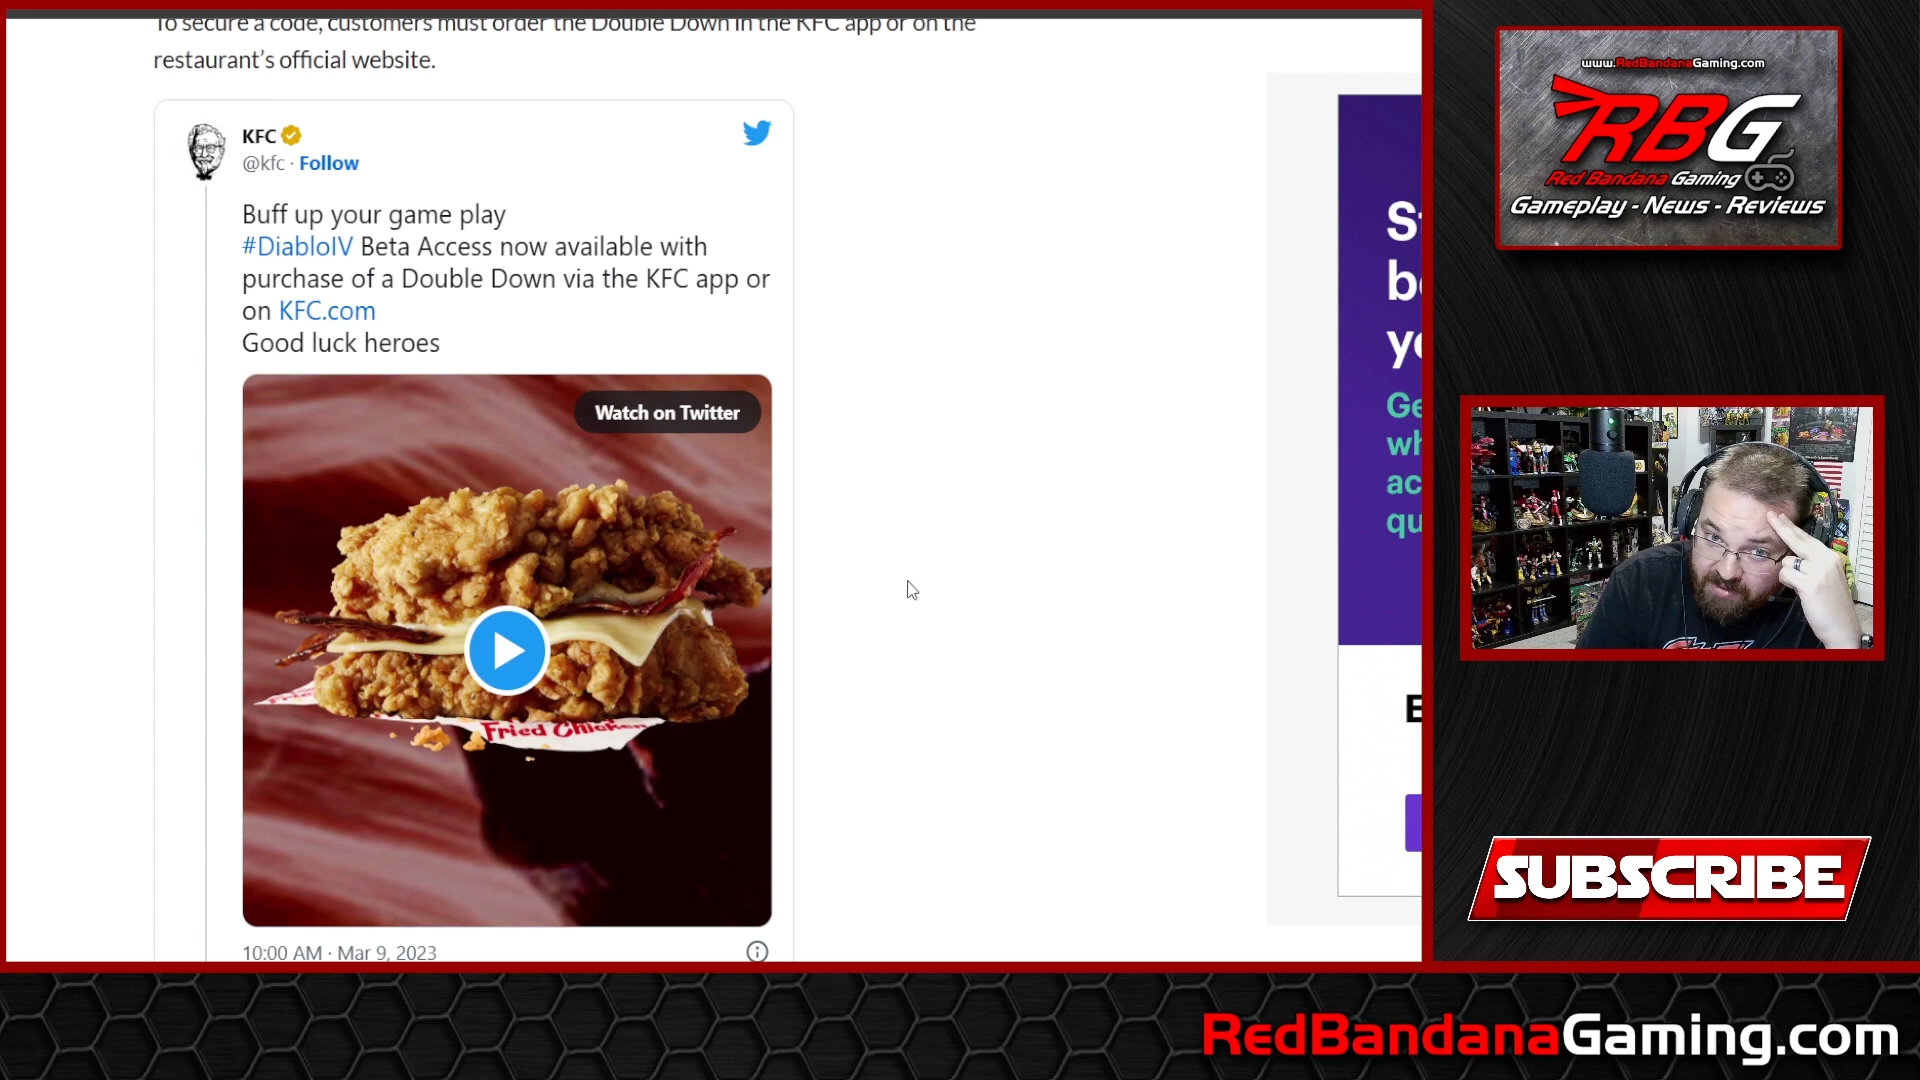 To secure a code, customers must order the Double Down in the KFC app or on the
restaurant's official website.
KFC
@kfc · Follow
Buff up your game play
#DiabloIV Beta Access now available with
purchase of a Double Down via the KFC app or
on KFC.com
Good luck heroes
Watch on Twitter
Fried Chicken
10:00 AM · Mar 9, 2023
www.RedBandanaGaming.com
RBG
Red Bandana Gaming
Gameplay - News - Reviews
SUBSCRIBE
RedBandanaGaming.com